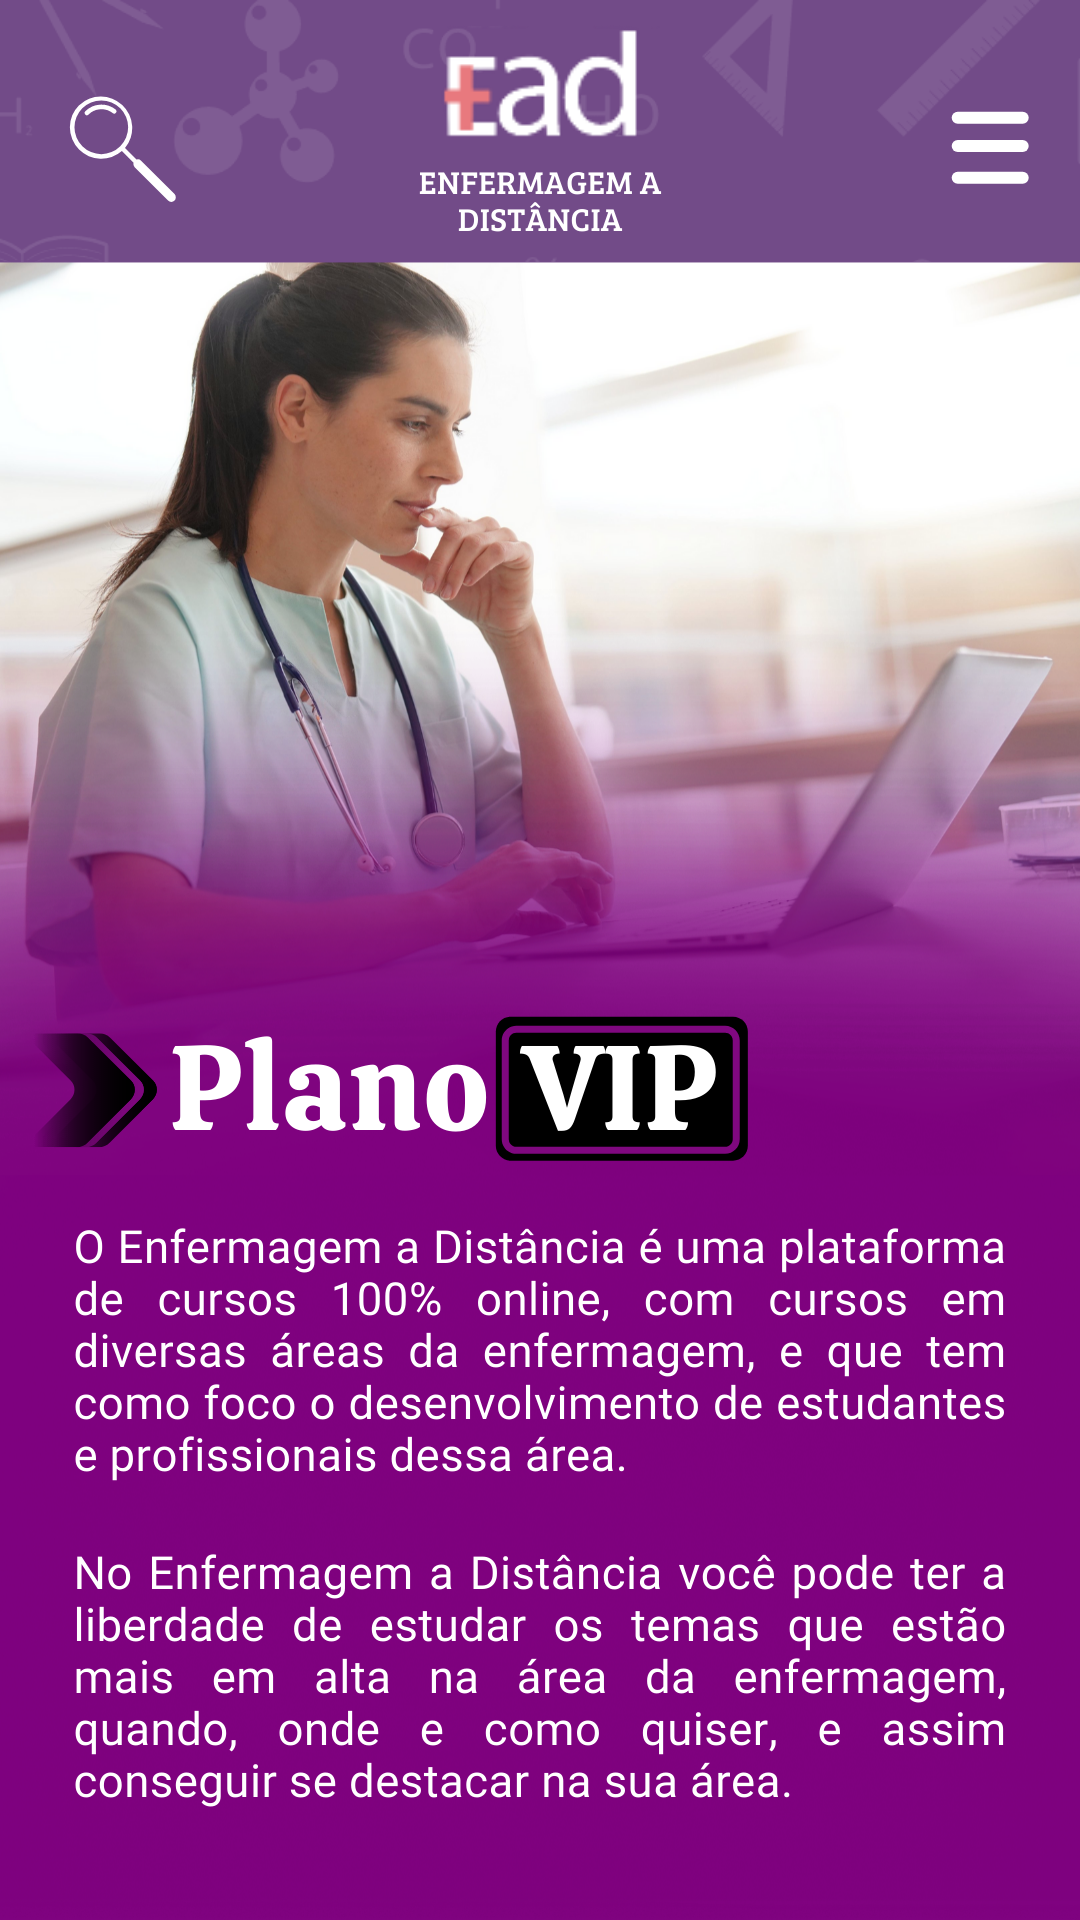 Ead
ENFERMAGEM A
DISTÂNCIA
Plano VIP
O Enfermagem a Distância é uma plataforma
de cursos 100% online, com cursos em
diversas áreas da enfermagem, e que tem
como foco o desenvolvimento de estudantes
e profissionais dessa área.
No Enfermagem a Distância você pode ter a
liberdade de estudar os temas que estão
mais em alta na área da enfermagem,
quando, onde e como quiser, e assim
conseguir se destacar na sua área.